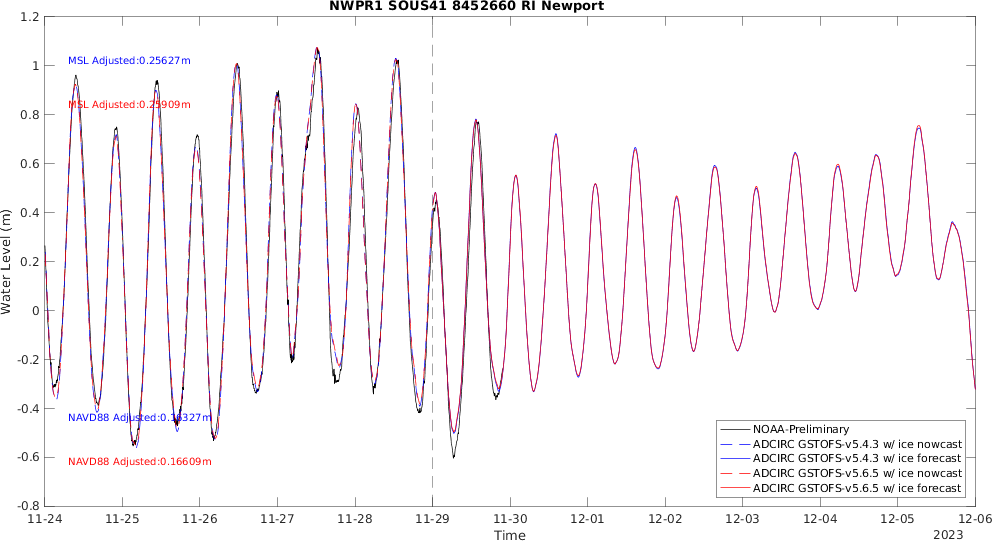 NWPR1 SOUS41 8452660 RI Newport
1.2
1
0.8
0.6
0.4
0.2
0
-0.2
-0.4
-0.6
-0.8
Water Level (m)
MSL Adjusted:0.25627m
MSL Adjusted:0.25909m
NAVD88 Adjusted:0.16327m
NAVD88 Adjusted:0.16609m
NOAA-Preliminary
ADCIRC GSTOFS-v5.4.3 w/ ice nowcast
ADCIRC GSTOFS-v5.4.3 w/ ice forecast
ADCIRC GSTOFS-v5.6.5 w/ ice nowcast
ADCIRC GSTOFS-v5.6.5 w/ ice forecast
11-24 11-25 11-26 11-27 11-28 11-29 11-30 12-01 12-02 12-03 12-04 12-05 12-06
Time
2023